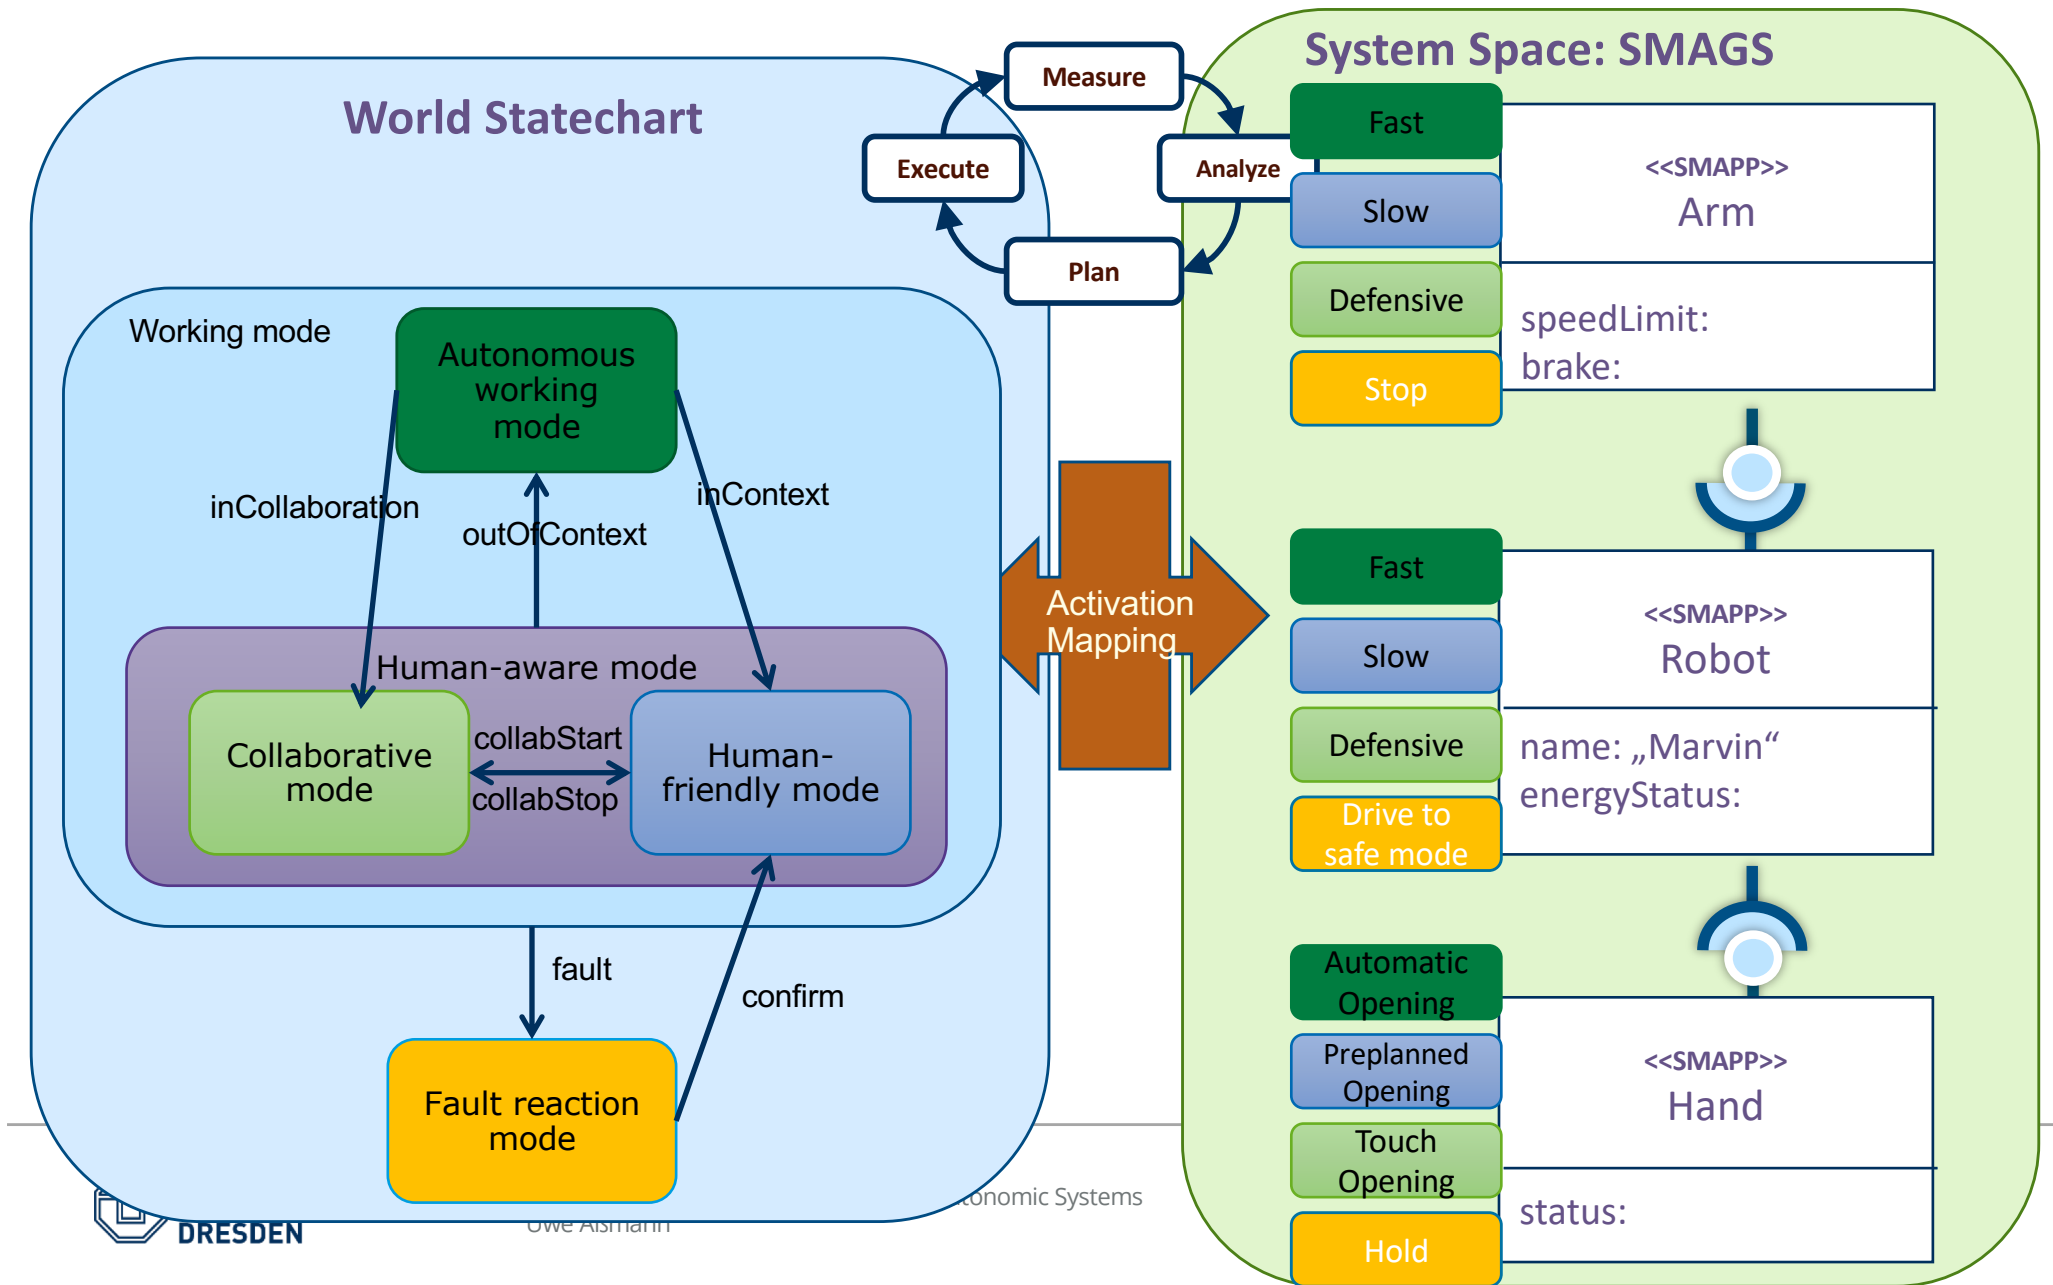 World Statechart
Measure
Execute
Analyze
Plan
Working mode
Autonomous
working
mode
inCollaboration
inContext
outOfContext
Human-aware mode
Collaborative
mode
collabStart
collabStop
Human-
friendly mode
fault
confirm
Fault reaction
mode
Activation
Mapping
System Space: SMAGS
Fast
Slow
Defensive
Stop
<<SMAPP>>
Arm
speedLimit:
brake:
Fast
Slow
Defensive
Drive to
safe mode
<<SMAPP>>
Robot
name: „Marvin“
energyStatus:
Automatic
Opening
Preplanned
Opening
Touch
Opening
Hold
<<SMAPP>>
Hand
status:
DRESDEN
Systems